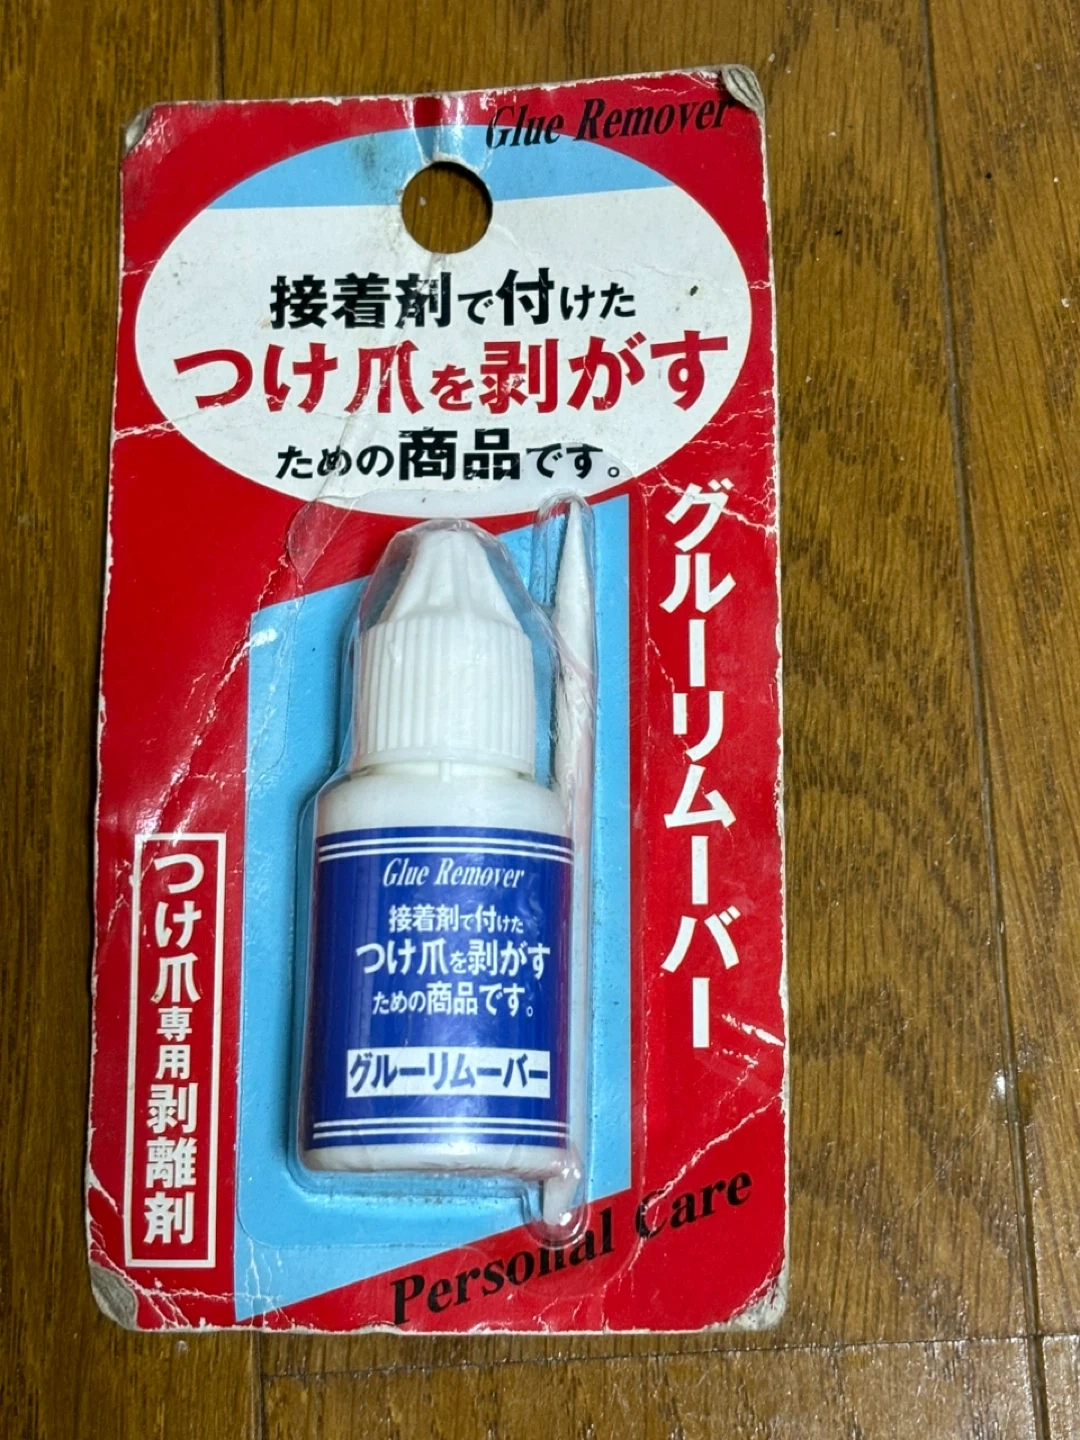 Glue Remover
接着剤で付けた
つけ爪を剥がす
ための商品です。
グルーリムーバー
つけ爪専用剥離剤
Glue Remover
接着剤で付けた
つけ爪を剥がす
ための商品です。
グルーリムーバー
Personal Care